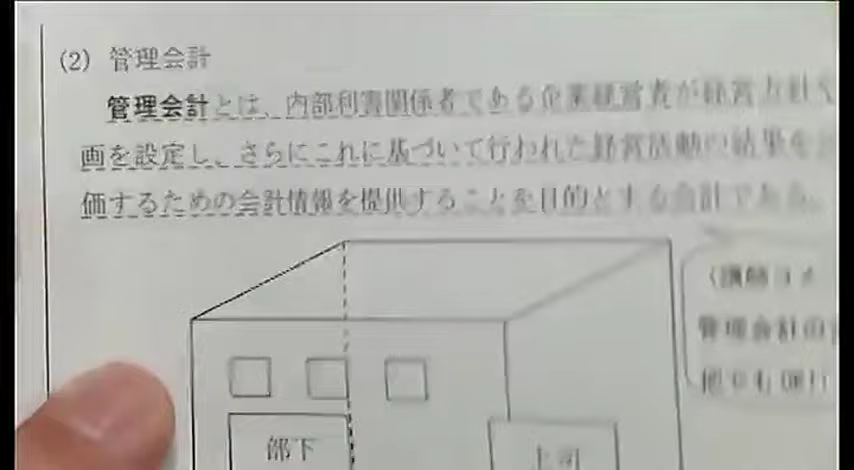 (2) 管理会計
管理会計とは、内部利害関係者である企業経営者が経営方針や
画を設定し、さらにこれに基づいて行われた経営活動の結果を
価するための会計情報を提供することを目的とする会計である。
管理会計の
部下
上司